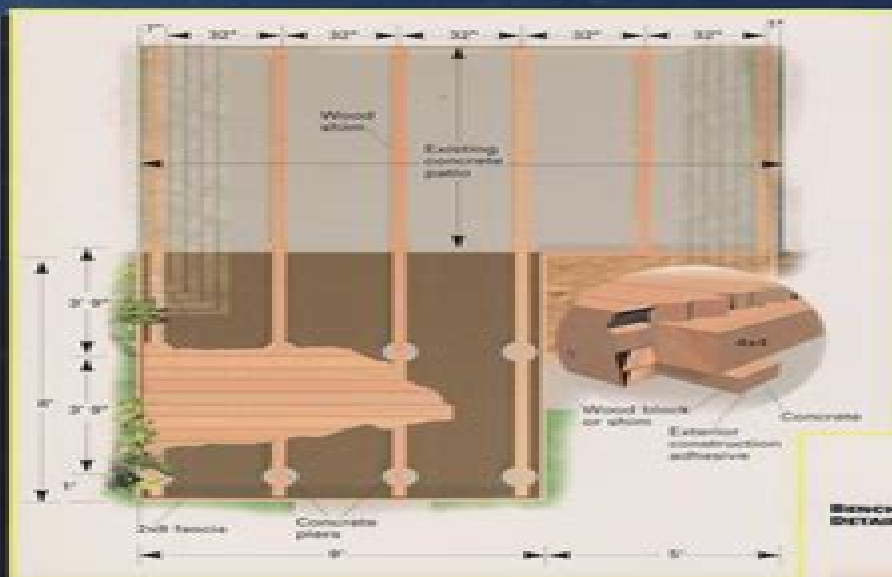 32" 32" 32" 32" 32"
Wood
shim
Existing
concrete
patio
3' 9"
3' 9"
1"
4x4
Wood block
or shim
Concrete
Exterior
construction
adhesive
2x8 fascia
Concrete
piers
9'
5'